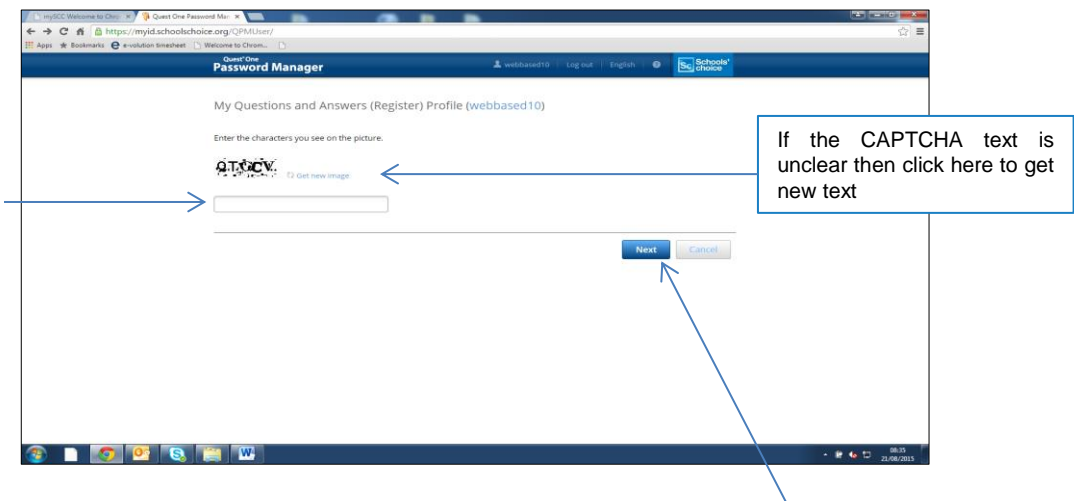 mySCC Welcome to Chro
Quest One Password Man
https://myid.schoolschoice.org/QPMUser/
Apps Bookmarks e-volution timesheet Welcome to Chrom...
Quest® One
Password Manager
webbased10 Log out English
Sc Schools' choice
My Questions and Answers (Register) Profile (webbased10)
Enter the characters you see on the picture.
Get new image
If the CAPTCHA text is
unclear then click here to get
new text
Next Cancel
06:35
21/08/2015